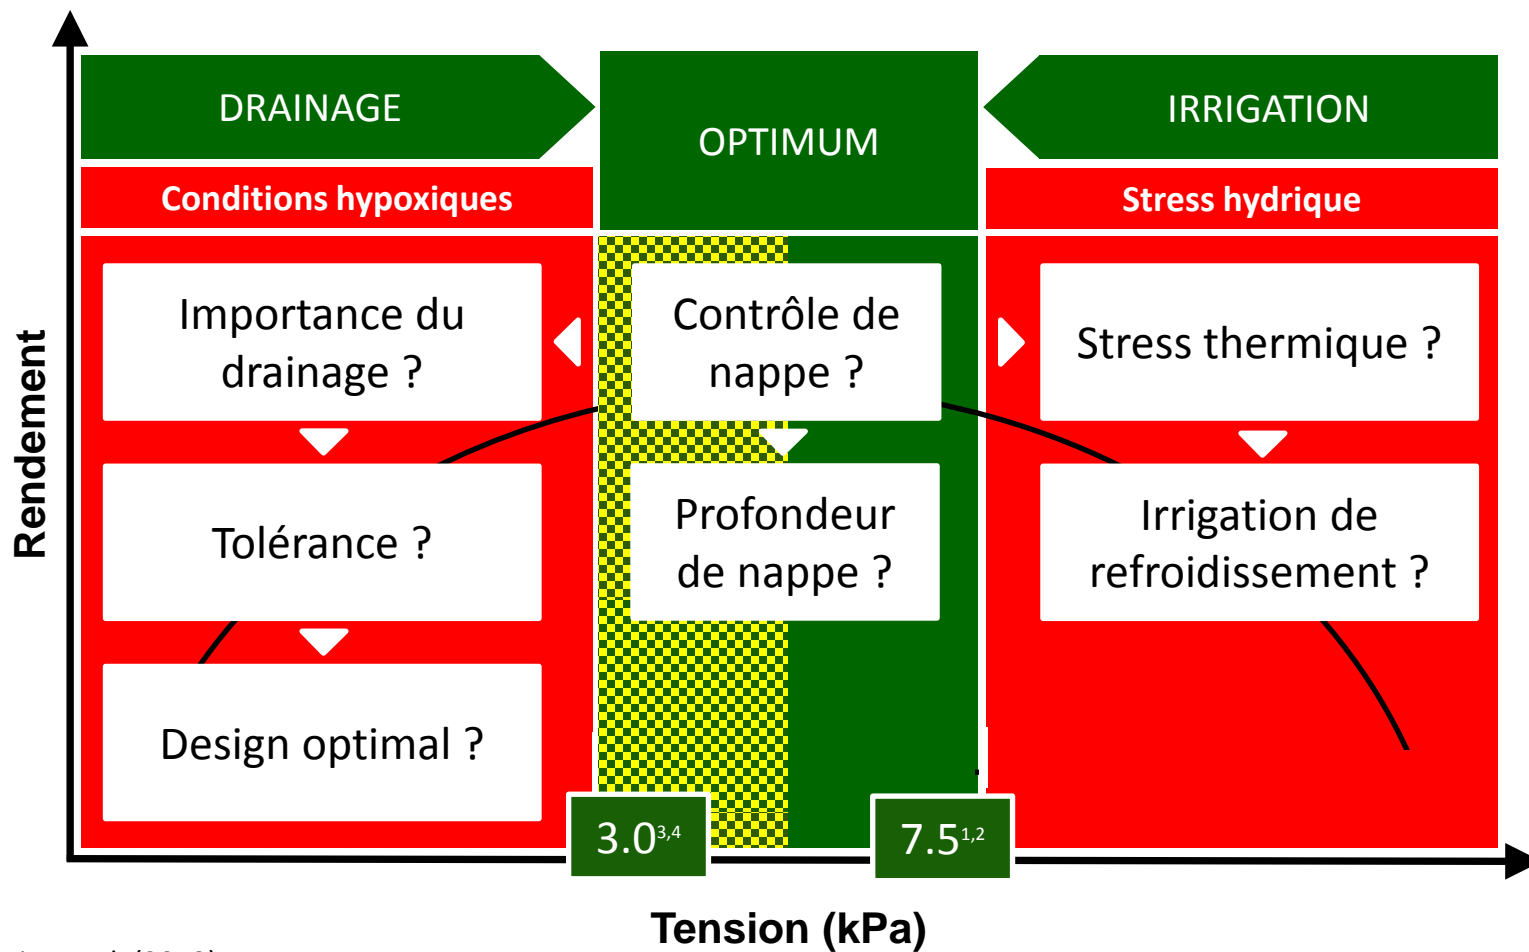 DRAINAGE
OPTIMUM
IRRIGATION
Conditions hypoxiques
Stress hydrique
Importance du
drainage ?
Contrôle de
nappe ?
Stress thermique ?
Tolérance ?
Profondeur
de nappe ?
Irrigation de
refroidissement ?
Design optimal ?
Rendement
3.0³,⁴
7.5¹,²
Tension (kPa)